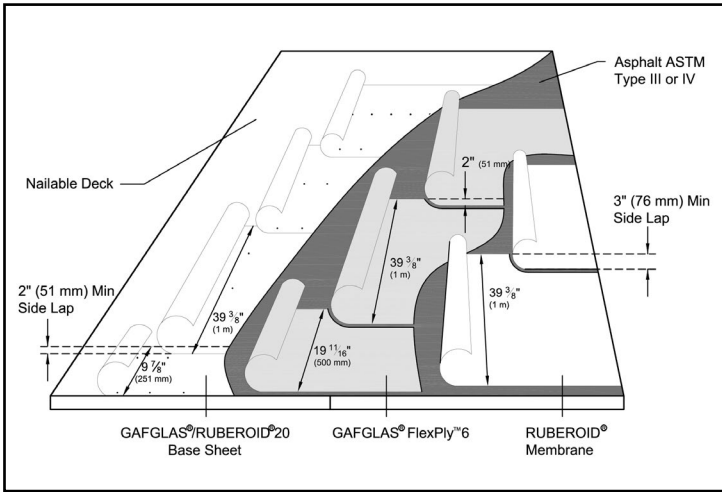 Asphalt ASTM
Type III or IV
Nailable Deck
2" (51 mm)
3" (76 mm) Min
Side Lap
39 ⅜"
(1 m)
39 ⅜"
(1 m)
39 ⅜"
(1 m)
2" (51 mm) Min
Side Lap
9 ⅞"
(251 mm)
19 11/16"
(500 mm)
GAFGLAS®/RUBEROID®20
Base Sheet
GAFGLAS® FlexPly™6
RUBEROID®
Membrane